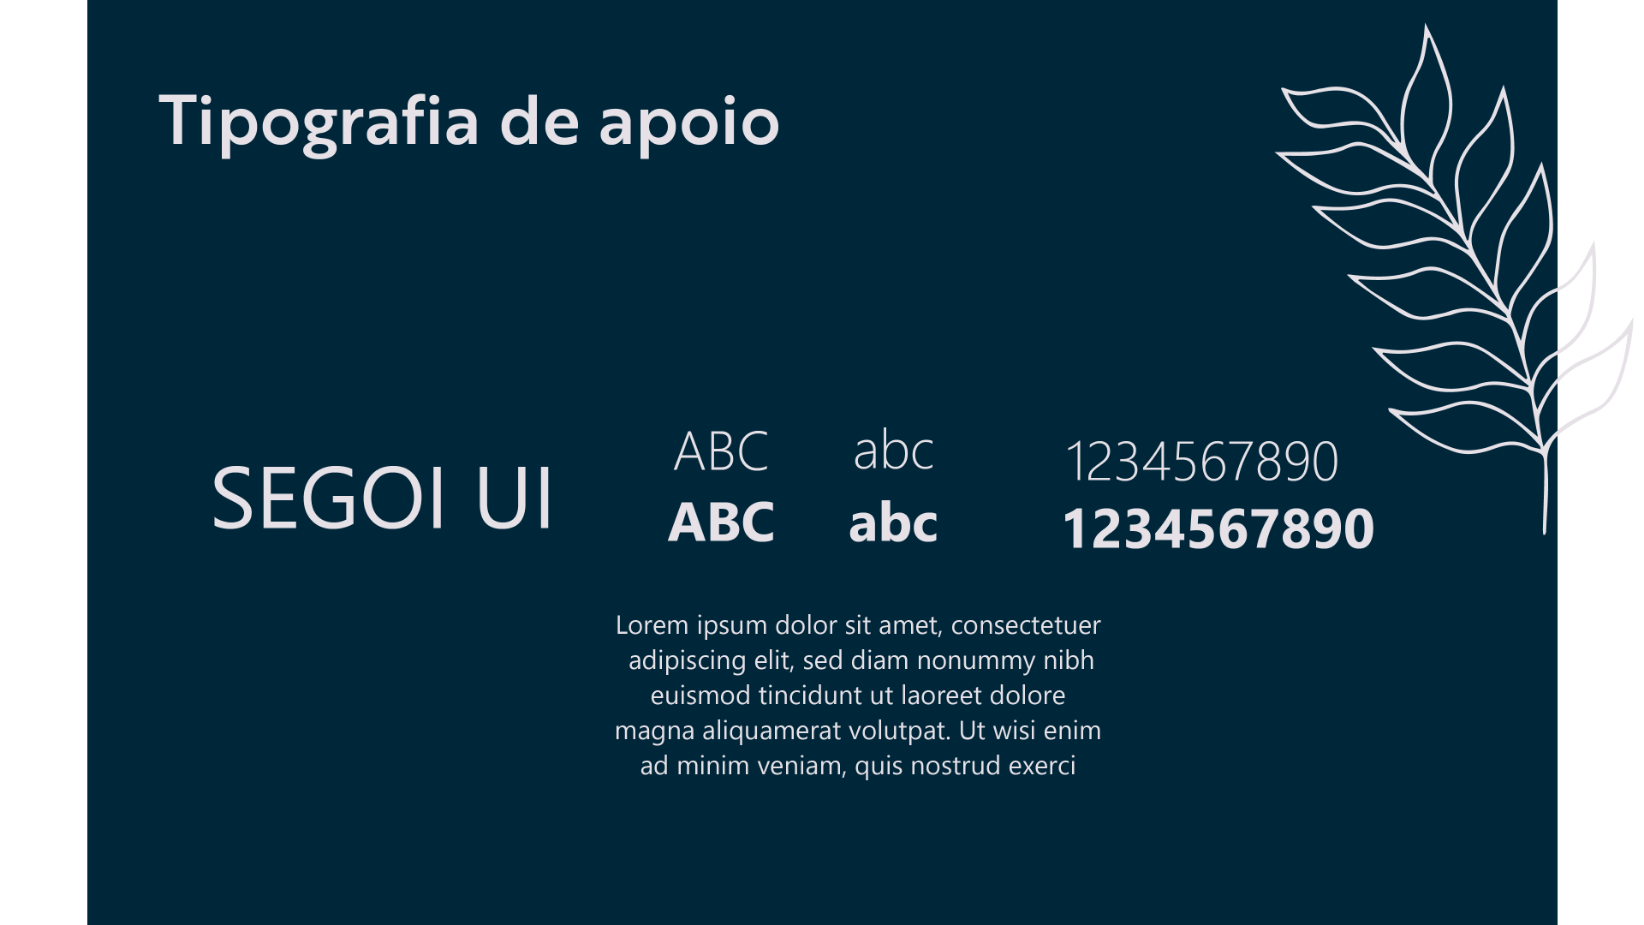 Tipografia de apoio
SEGOI UI
ABC abc 1234567890
ABC abc 1234567890
Lorem ipsum dolor sit amet, consectetuer
adipiscing elit, sed diam nonummy nibh
euismod tincidunt ut laoreet dolore
magna aliquamerat volutpat. Ut wisi enim
ad minim veniam, quis nostrud exerci